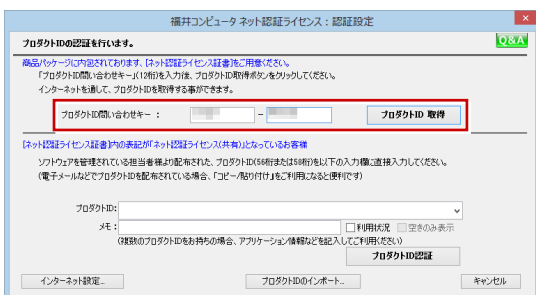 福井コンピュータ ネット認証ライセンス：認証設定
×
プロダクトIDの認証を行います。
Q&A
商品パッケージに内包されております、[ネット認証ライセンス証書]をご用意ください。
「プロダクトID問い合わせキー」(12桁)を入力後、プロダクトID取得ボタンをクリックしてください。
インターネットを通して、プロダクトIDを取得する事ができます。
プロダクトID問い合わせキー ： － プロダクトID 取得
[ネット認証ライセンス証書]内の表記が「ネット認証ライセンス(共有)」となっているお客様
ソフトウェアを管理されている担当者様より配布された、プロダクトID(56桁または58桁)を以下の入力欄に直接入力してください。
(電子メールなどでプロダクトIDを配布されている場合、「コピー/貼り付け」をご利用になると便利です)
プロダクトID：
メモ： 利用状況 空きのみ表示
(複数のプロダクトIDをお持ちの場合、アプリケーション情報などを記入してご利用ください)
プロダクトID認証
インターネット設定... プロダクトIDのインポート... キャンセル